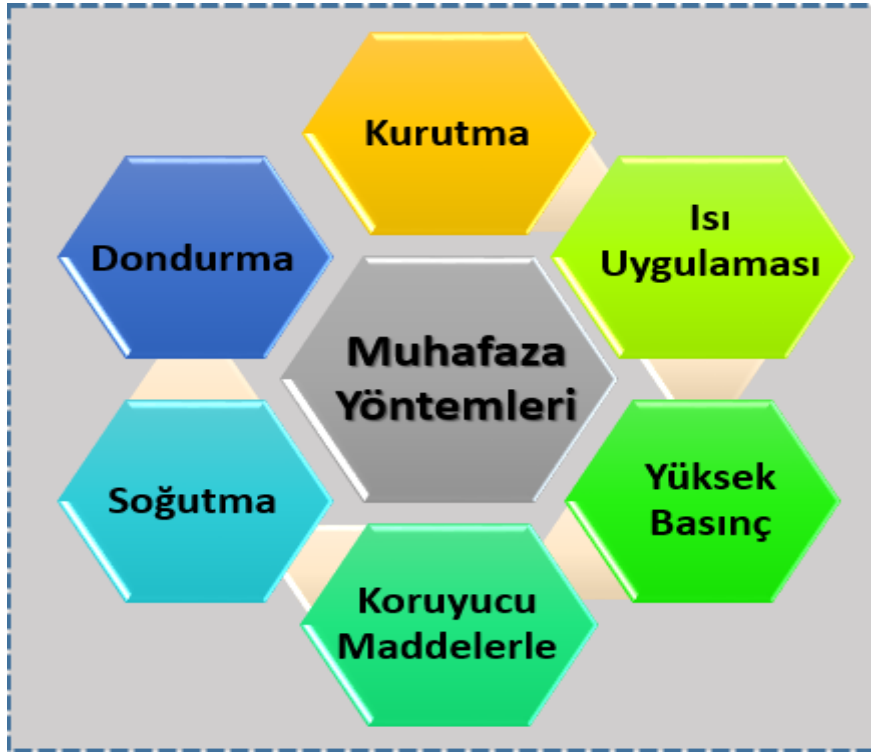 Kurutma
Isı
Uygulaması
Yüksek
Basınç
Koruyucu
Maddelerle
Soğutma
Dondurma
Muhafaza
Yöntemleri